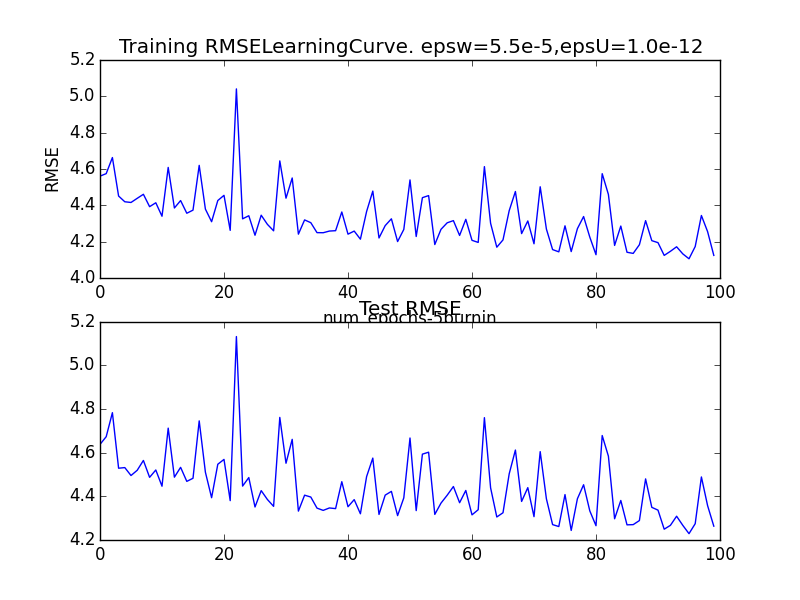 Training RMSELearningCurve. epsw=5.5e-5,epsU=1.0e-12
5.2
5.0
4.8
4.6
4.4
4.2
4.0
RMSE
0 20 40 60 80 100
num_epochs-5burnin
Test RMSE
5.2
5.0
4.8
4.6
4.4
4.2
0 20 40 60 80 100